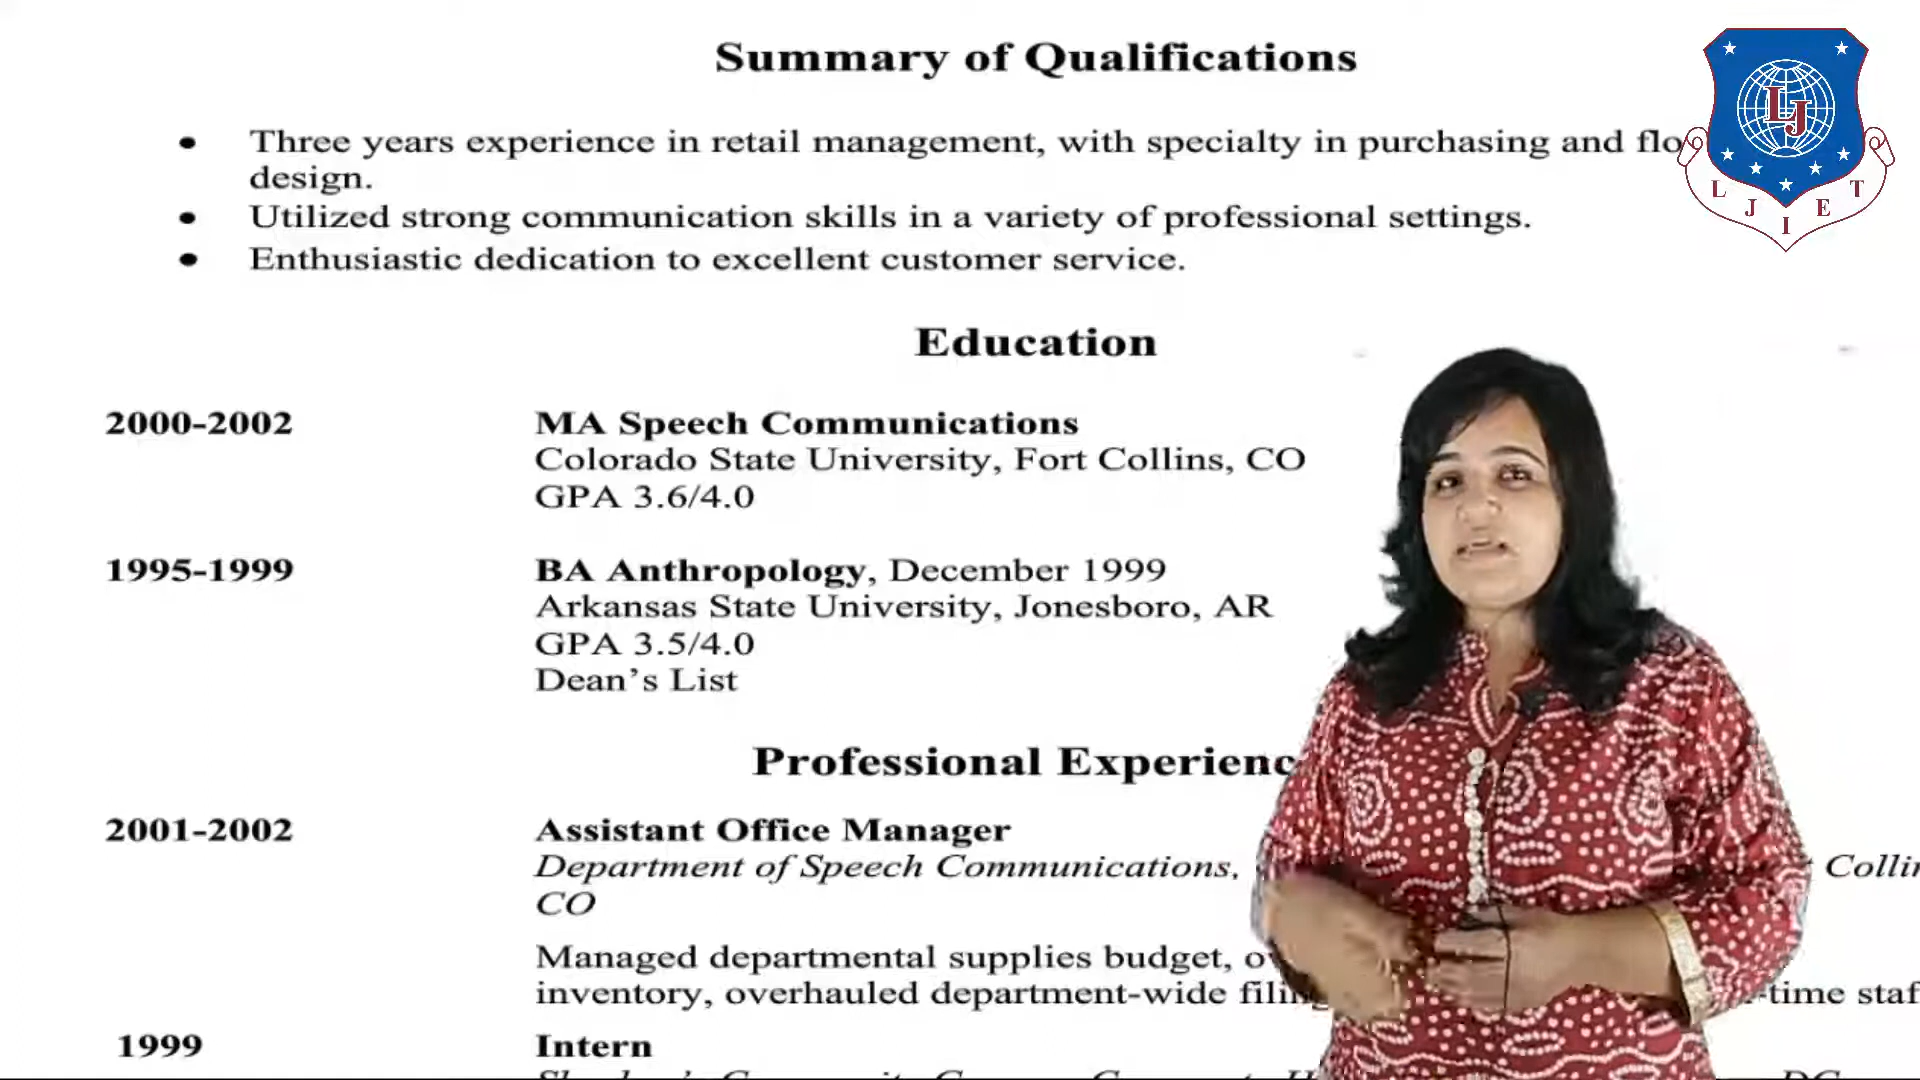 Summary of Qualifications
• Three years experience in retail management, with specialty in purchasing and flo
design.
• Utilized strong communication skills in a variety of professional settings.
• Enthusiastic dedication to excellent customer service.
Education
2000-2002 MA Speech Communications
Colorado State University, Fort Collins, CO
GPA 3.6/4.0
1995-1999 BA Anthropology, December 1999
Arkansas State University, Jonesboro, AR
GPA 3.5/4.0
Dean's List
Professional Experienc
2001-2002 Assistant Office Manager
Department of Speech Communications, Collin
CO
Managed departmental supplies budget,
inventory, overhauled department-wide filin -time staf
1999 Intern
LJ
L J I E T